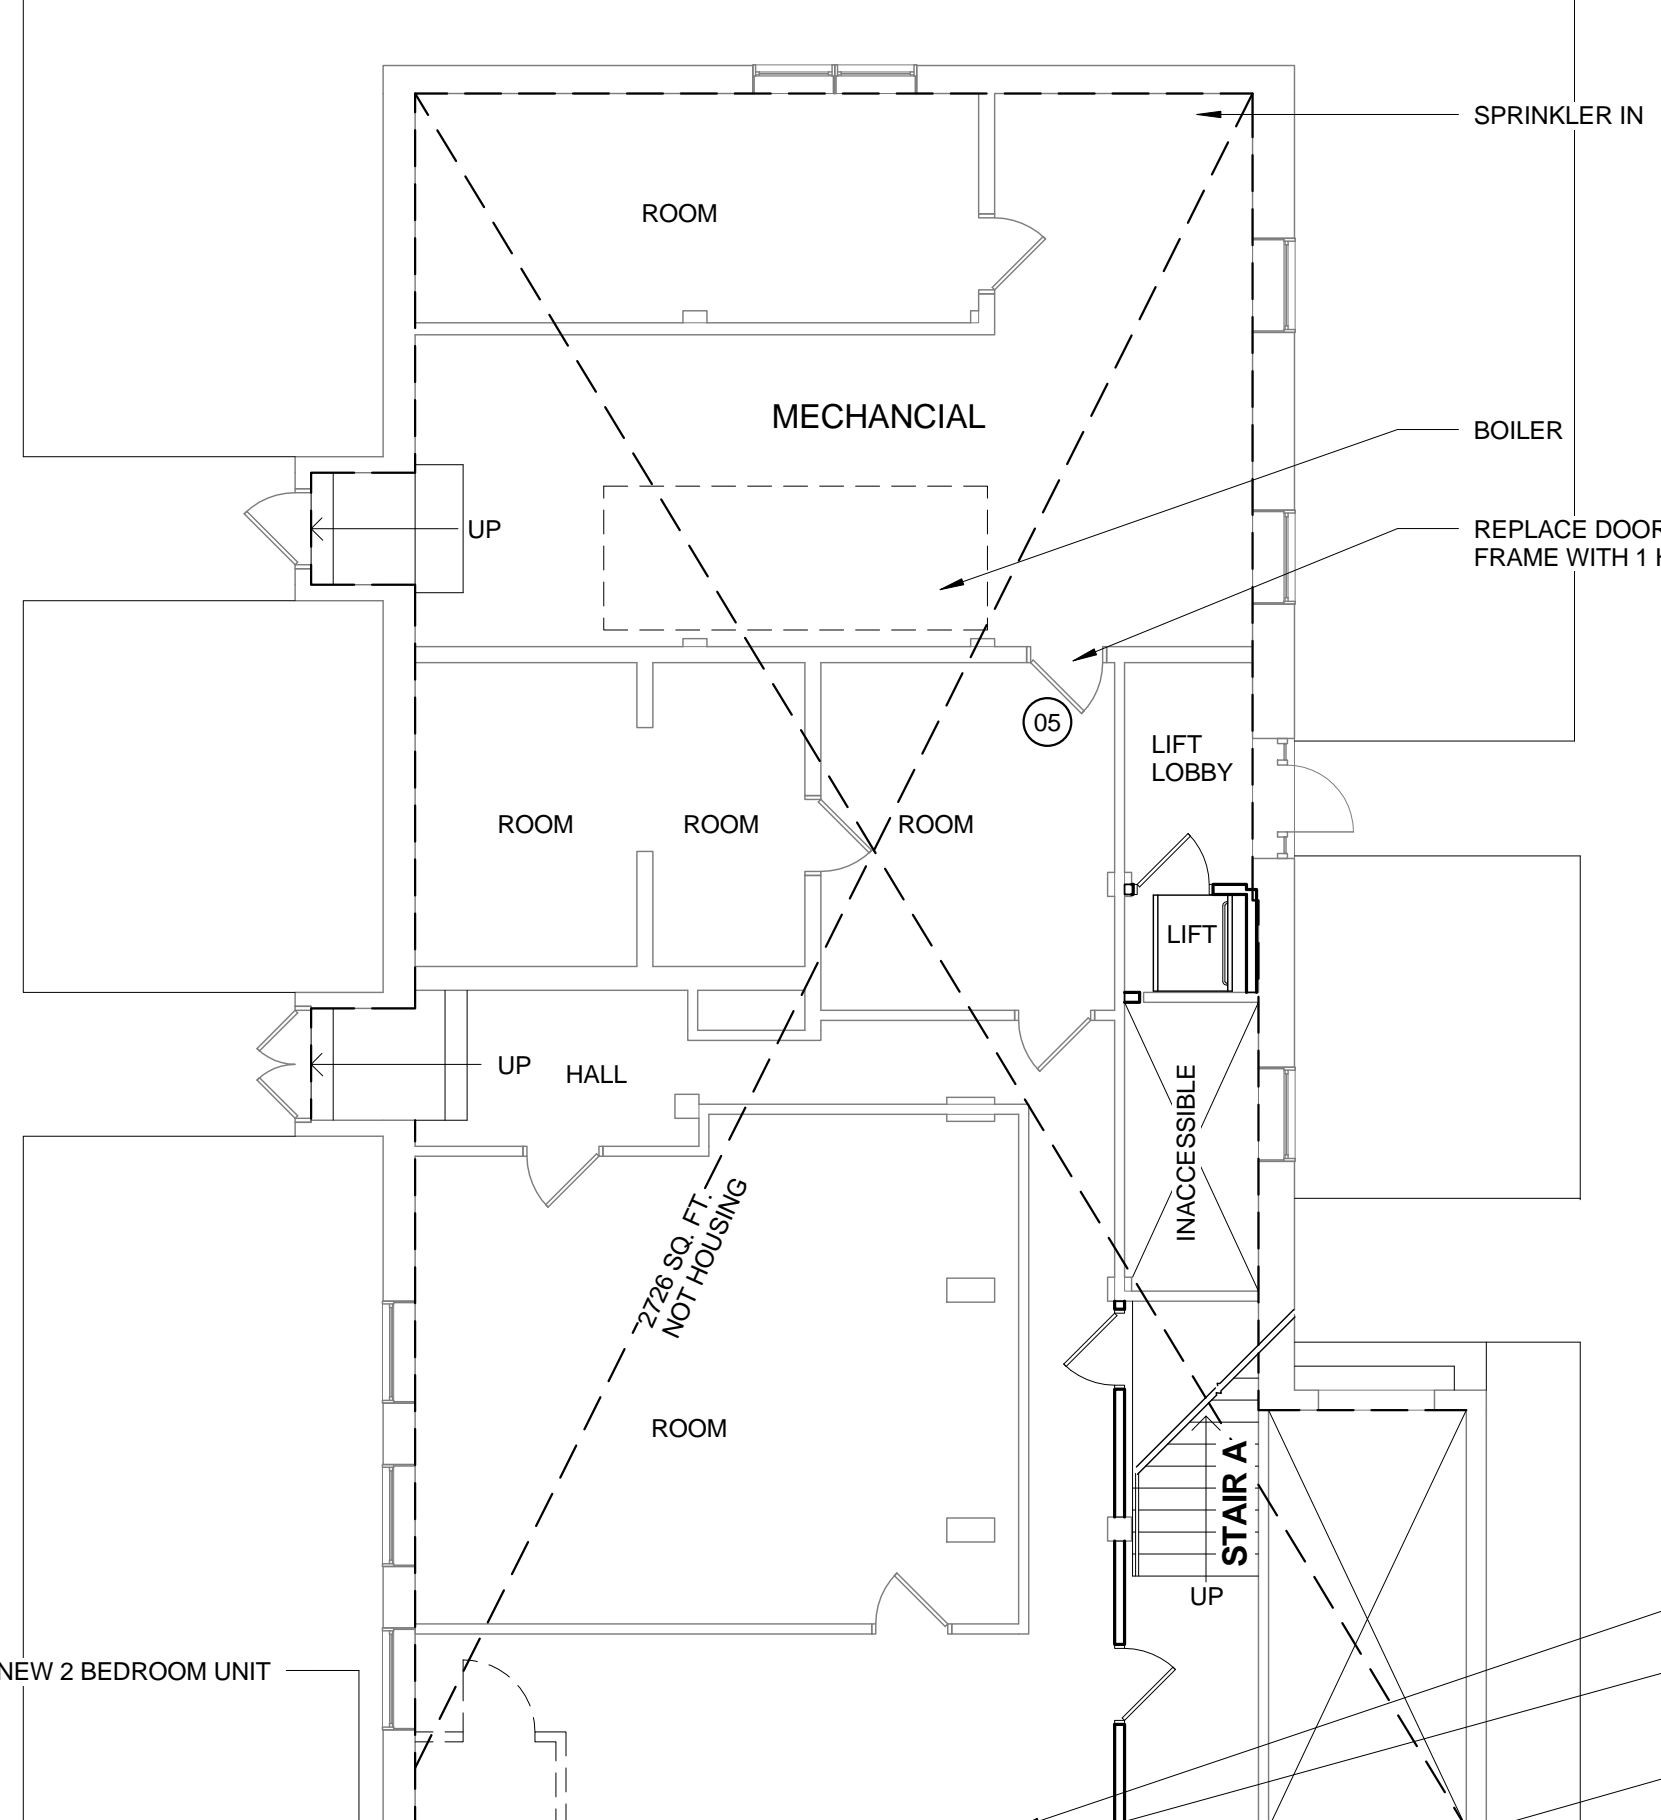 SPRINKLER IN
ROOM
MECHANCIAL
BOILER
UP
REPLACE DOOR
FRAME WITH 1 H
05
LIFT
LOBBY
ROOM
ROOM
ROOM
LIFT
UP
HALL
INACCESSIBLE
2726 SQ. FT.
NOT HOUSING
ROOM
STAIR A
UP
NEW 2 BEDROOM UNIT